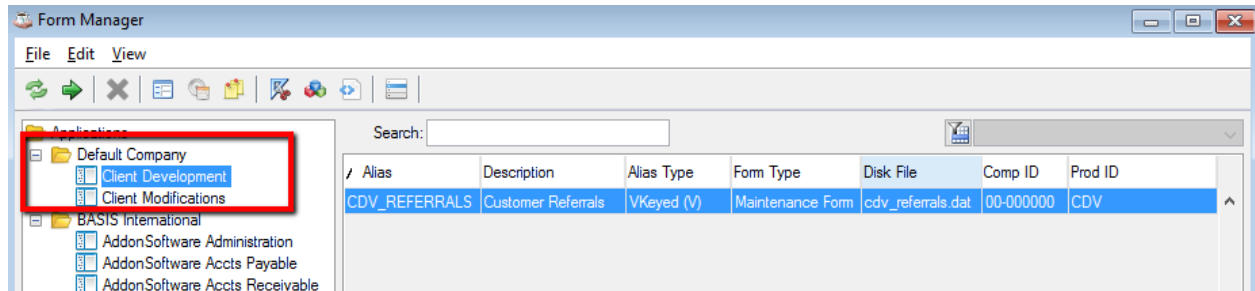 Form Manager
File Edit View
Applications
Search:
Default Company
Client Development
Client Modifications
BASIS International
AddonSoftware Administration
AddonSoftware Accts Payable
AddonSoftware Accts Receivable
/ Alias Description Alias Type Form Type Disk File Comp ID Prod ID
CDV_REFERRALS Customer Referrals VKeyed (V) Maintenance Form cdv_referrals.dat 00-000000 CDV